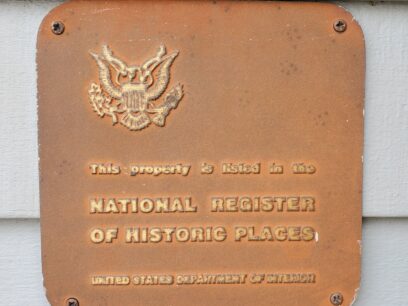 This property is listed in the
NATIONAL REGISTER
OF HISTORIC PLACES
UNITED STATES DEPARTMENT OF INTERIOR